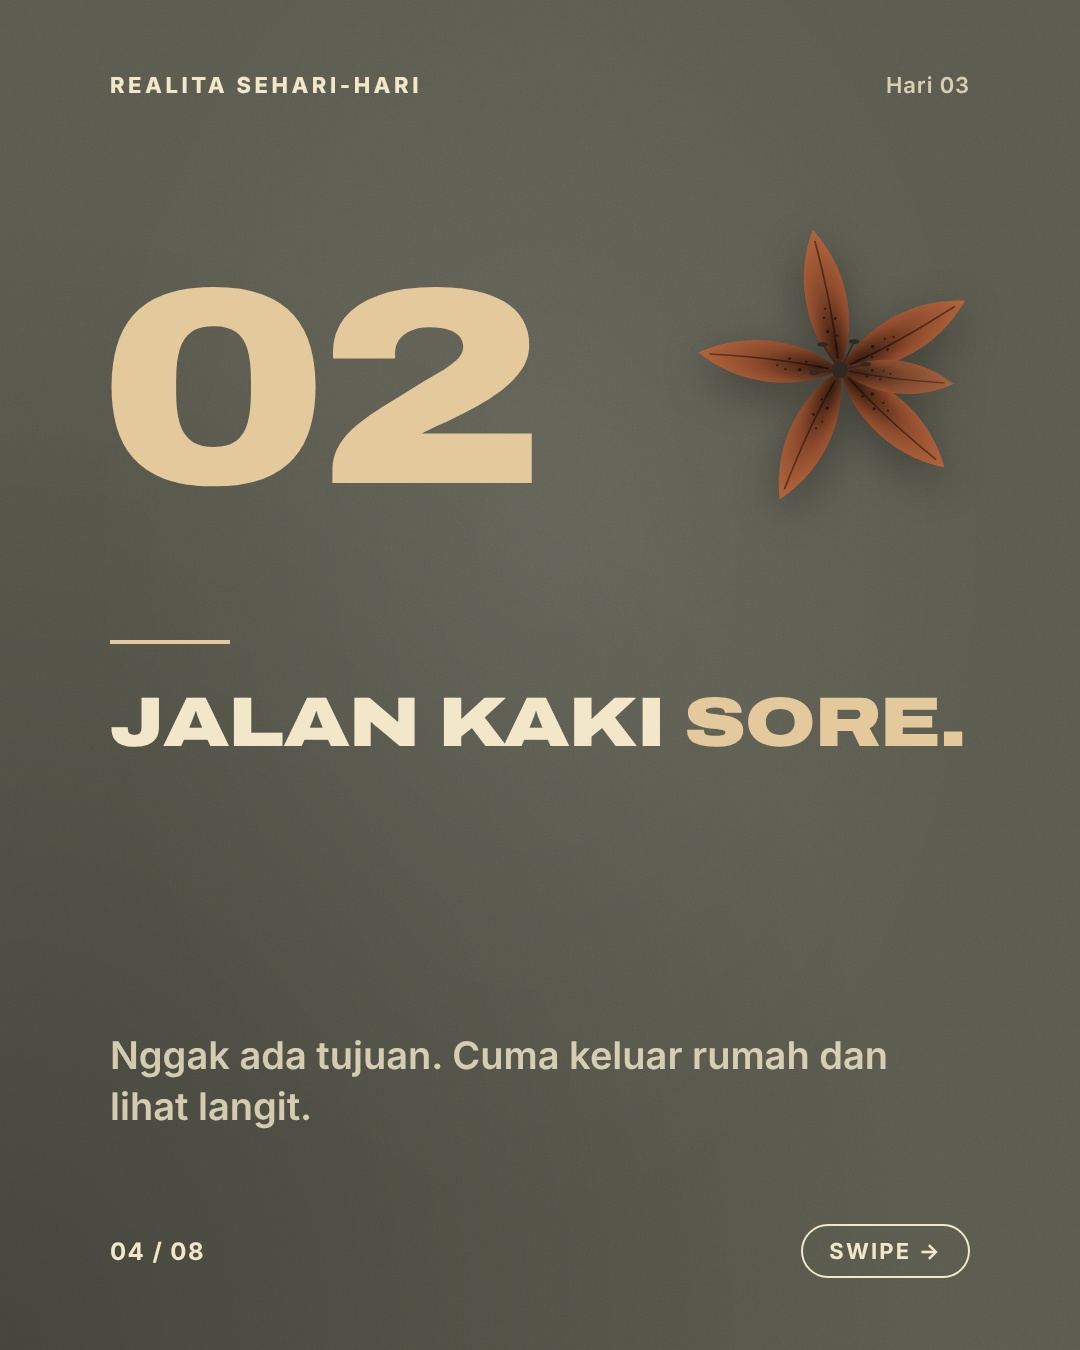 REALITA SEHARI-HARI
Hari 03
02
JALAN KAKI SORE.
Nggak ada tujuan. Cuma keluar rumah dan
lihat langit.
04 / 08
SWIPE →